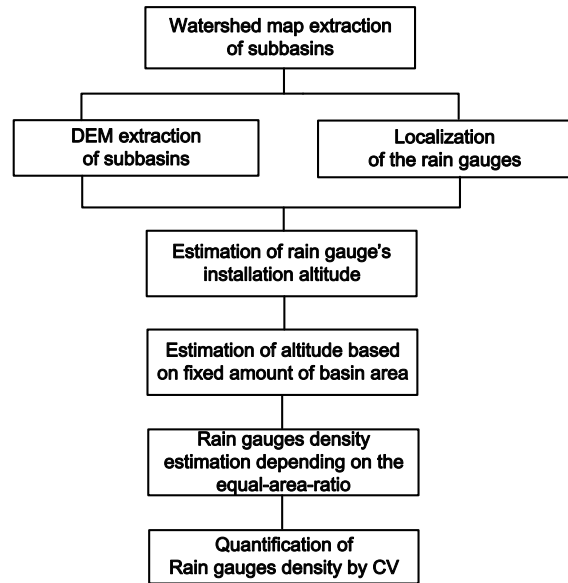 Watershed map extraction
of subbasins
DEM extraction
of subbasins
Localization
of the rain gauges
Estimation of rain gauge's
installation altitude
Estimation of altitude based
on fixed amount of basin area
Rain gauges density
estimation depending on the
equal-area-ratio
Quantification of
Rain gauges density by CV